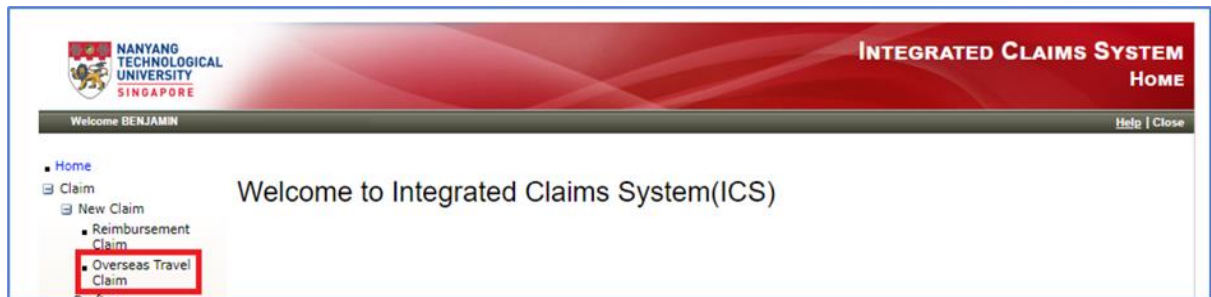 NANYANG
TECHNOLOGICAL
UNIVERSITY
SINGAPORE
INTEGRATED CLAIMS SYSTEM
HOME
Welcome BENJAMIN
Help | Close
Home
Claim
Welcome to Integrated Claims System(ICS)
New Claim
Reimbursement
Claim
Overseas Travel
Claim